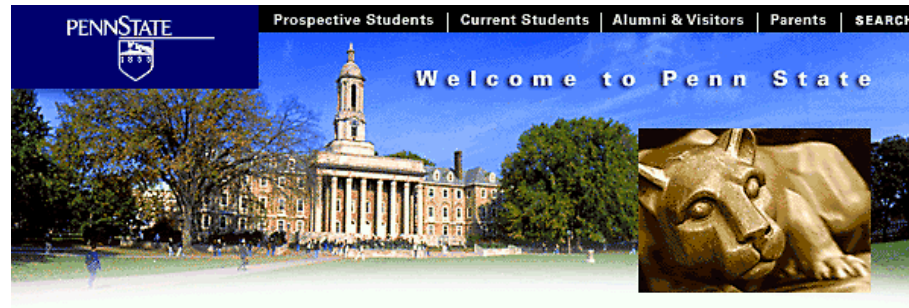 PENNSTATE
1855
Prospective Students | Current Students | Alumni & Visitors | Parents | SEARCH
Welcome to Penn State